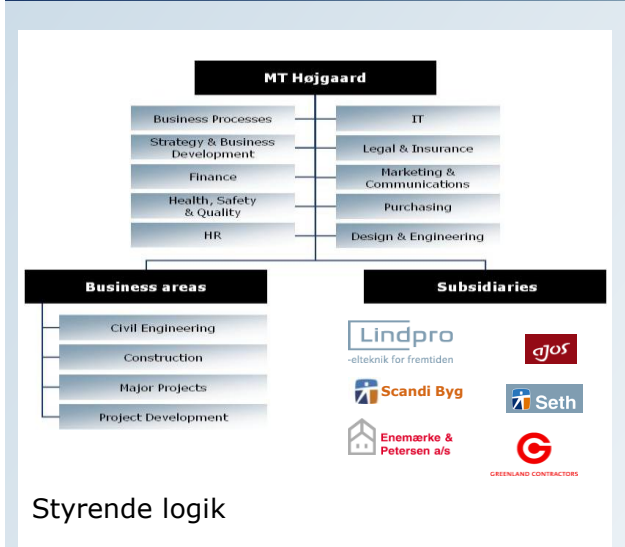 MT Højgaard
Business Processes
IT
Strategy & Business
Development
Legal & Insurance
Finance
Marketing &
Communications
Health, Safety
& Quality
Purchasing
HR
Design & Engineering
Business areas
Subsidiaries
Civil Engineering
Construction
Major Projects
Project Development
Lindpro
-elteknik for fremtiden
ajos
Scandi Byg
Seth
Enemærke &
Petersen a/s
GREENLAND CONTRACTORS
Styrende logik